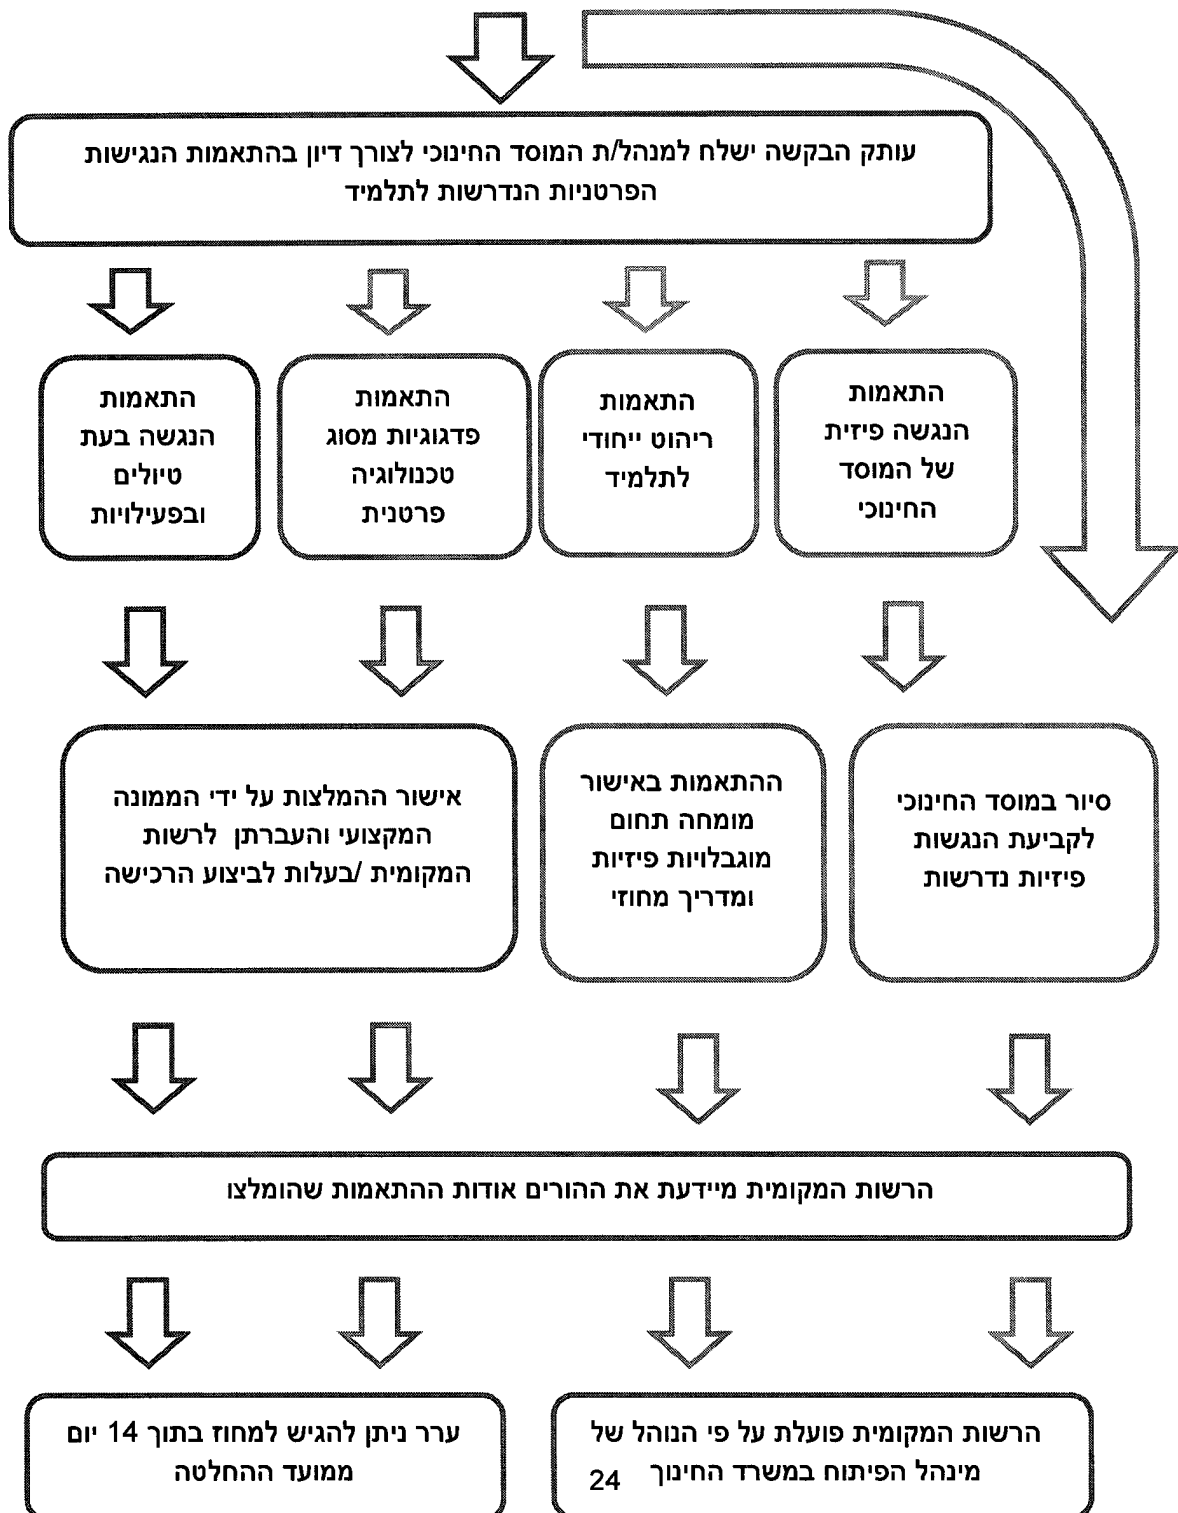 עותק הבקשה ישלח למנהל/ת המוסד החינוכי לצורך דיון בהתאמות הנגישות
הפרטניות הנדרשות לתלמיד
התאמות
הנגשה פיזית
של המוסד
החינוכי
התאמות
ריהוט ייחודי
לתלמיד
התאמות
פדגוגיות מסוג
טכנולוגיה
פרטנית
התאמות
הנגשה בעת
טיולים
ובפעילויות
סיור במוסד החינוכי
לקביעת הנגשות
פיזיות נדרשות
ההתאמות באישור
מומחה תחום
מוגבלויות פיזיות
ומדריך מחוזי
אישור ההמלצות על ידי הממונה
המקצועי והעברתן לרשות
המקומית /בעלות לביצוע הרכישה
הרשות המקומית מיידעת את ההורים אודות ההתאמות שהומלצו
הרשות המקומית פועלת על פי הנוהל של
מינהל הפיתוח במשרד החינוך
ערר ניתן להגיש למחוז בתוך 14 יום
ממועד ההחלטה
24